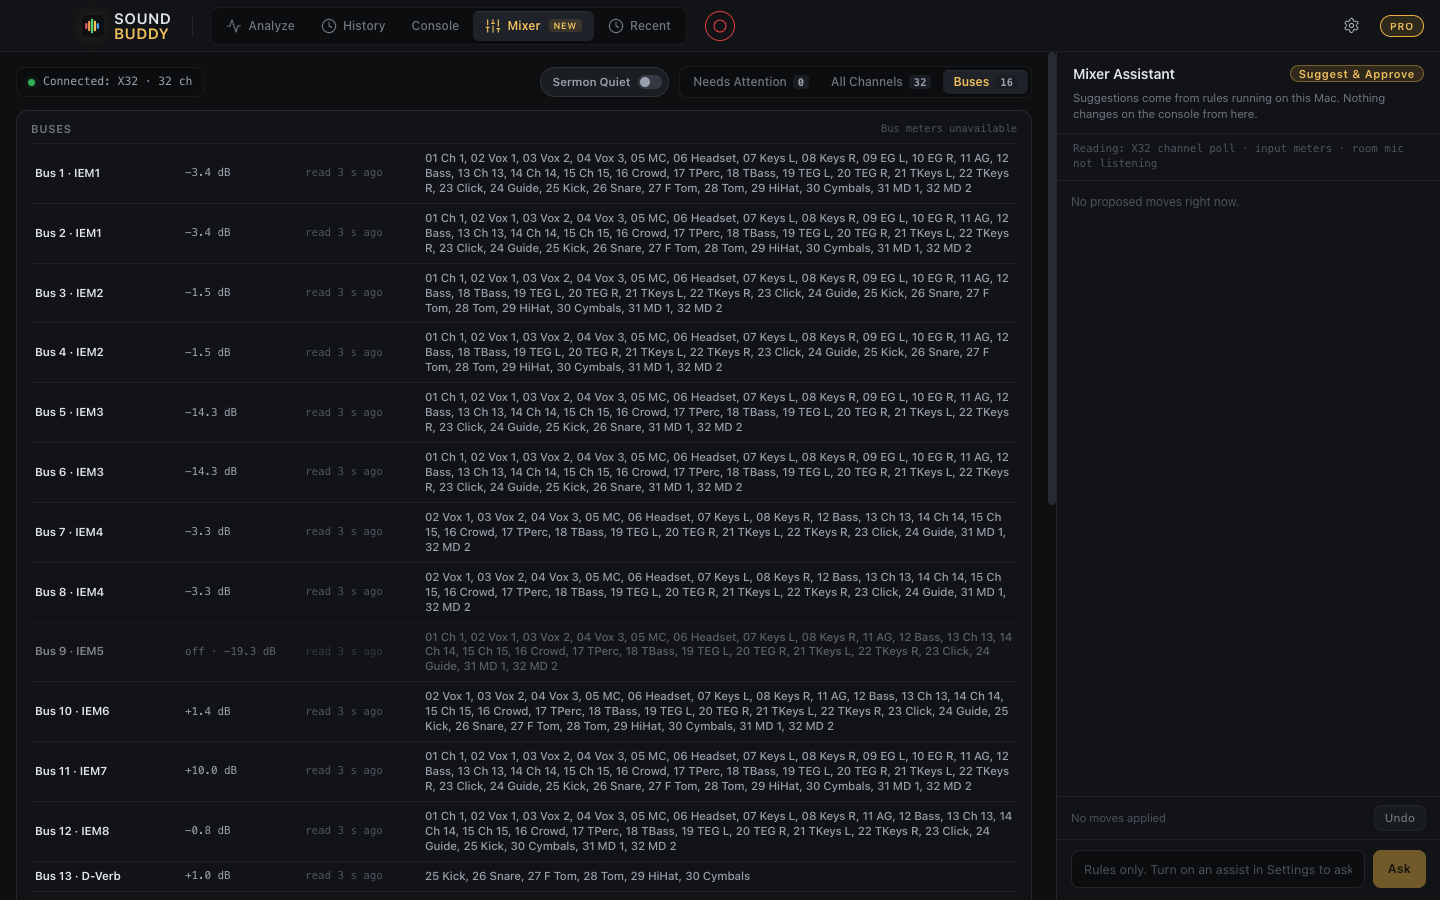 SOUND
BUDDY
Analyze
History
Console
Mixer NEW
Recent
PRO
Connected: X32 · 32 ch
Sermon Quiet
Needs Attention 0
All Channels 32
Buses 16
BUSES
Bus meters unavailable
Bus 1 · IEM1 −3.4 dB read 3 s ago
01 Ch 1, 02 Vox 1, 03 Vox 2, 04 Vox 3, 05 MC, 06 Headset, 07 Keys L, 08 Keys R, 09 EG L, 10 EG R, 11 AG, 12
Bass, 13 Ch 13, 14 Ch 14, 15 Ch 15, 16 Crowd, 17 TPerc, 18 TBass, 19 TEG L, 20 TEG R, 21 TKeys L, 22 TKeys
R, 23 Click, 24 Guide, 25 Kick, 26 Snare, 27 F Tom, 28 Tom, 29 HiHat, 30 Cymbals, 31 MD 1, 32 MD 2
Bus 2 · IEM1 −3.4 dB read 3 s ago
01 Ch 1, 02 Vox 1, 03 Vox 2, 04 Vox 3, 05 MC, 06 Headset, 07 Keys L, 08 Keys R, 09 EG L, 10 EG R, 11 AG, 12
Bass, 13 Ch 13, 14 Ch 14, 15 Ch 15, 16 Crowd, 17 TPerc, 18 TBass, 19 TEG L, 20 TEG R, 21 TKeys L, 22 TKeys
R, 23 Click, 24 Guide, 25 Kick, 26 Snare, 27 F Tom, 28 Tom, 29 HiHat, 30 Cymbals, 31 MD 1, 32 MD 2
Bus 3 · IEM2 −1.5 dB read 3 s ago
01 Ch 1, 02 Vox 1, 03 Vox 2, 04 Vox 3, 05 MC, 06 Headset, 07 Keys L, 08 Keys R, 09 EG L, 10 EG R, 11 AG, 12
Bass, 18 TBass, 19 TEG L, 20 TEG R, 21 TKeys L, 22 TKeys R, 23 Click, 24 Guide, 25 Kick, 26 Snare, 27 F
Tom, 28 Tom, 29 HiHat, 30 Cymbals, 31 MD 1, 32 MD 2
Bus 4 · IEM2 −1.5 dB read 3 s ago
01 Ch 1, 02 Vox 1, 03 Vox 2, 04 Vox 3, 05 MC, 06 Headset, 07 Keys L, 08 Keys R, 09 EG L, 10 EG R, 11 AG, 12
Bass, 18 TBass, 19 TEG L, 20 TEG R, 21 TKeys L, 22 TKeys R, 23 Click, 24 Guide, 25 Kick, 26 Snare, 27 F
Tom, 28 Tom, 29 HiHat, 30 Cymbals, 31 MD 1, 32 MD 2
Bus 5 · IEM3 −14.3 dB read 3 s ago
01 Ch 1, 02 Vox 1, 03 Vox 2, 04 Vox 3, 05 MC, 06 Headset, 07 Keys L, 08 Keys R, 09 EG L, 10 EG R, 11 AG, 12
Bass, 13 Ch 13, 14 Ch 14, 15 Ch 15, 16 Crowd, 17 TPerc, 18 TBass, 19 TEG L, 20 TEG R, 21 TKeys L, 22 TKeys
R, 23 Click, 24 Guide, 25 Kick, 26 Snare, 31 MD 1, 32 MD 2
Bus 6 · IEM3 −14.3 dB read 3 s ago
01 Ch 1, 02 Vox 1, 03 Vox 2, 04 Vox 3, 05 MC, 06 Headset, 07 Keys L, 08 Keys R, 09 EG L, 10 EG R, 11 AG, 12
Bass, 13 Ch 13, 14 Ch 14, 15 Ch 15, 16 Crowd, 17 TPerc, 18 TBass, 19 TEG L, 20 TEG R, 21 TKeys L, 22 TKeys
R, 23 Click, 24 Guide, 25 Kick, 26 Snare, 31 MD 1, 32 MD 2
Bus 7 · IEM4 −3.3 dB read 3 s ago
02 Vox 1, 03 Vox 2, 04 Vox 3, 05 MC, 06 Headset, 07 Keys L, 08 Keys R, 12 Bass, 13 Ch 13, 14 Ch 14, 15 Ch
15, 16 Crowd, 17 TPerc, 18 TBass, 19 TEG L, 20 TEG R, 21 TKeys L, 22 TKeys R, 23 Click, 24 Guide, 31 MD 1,
32 MD 2
Bus 8 · IEM4 −3.3 dB read 3 s ago
02 Vox 1, 03 Vox 2, 04 Vox 3, 05 MC, 06 Headset, 07 Keys L, 08 Keys R, 12 Bass, 13 Ch 13, 14 Ch 14, 15 Ch
15, 16 Crowd, 17 TPerc, 18 TBass, 19 TEG L, 20 TEG R, 21 TKeys L, 22 TKeys R, 23 Click, 24 Guide, 31 MD 1,
32 MD 2
Bus 9 · IEM5 off · −19.3 dB read 3 s ago
01 Ch 1, 02 Vox 1, 03 Vox 2, 04 Vox 3, 05 MC, 06 Headset, 07 Keys L, 08 Keys R, 11 AG, 12 Bass, 13 Ch 13, 14
Ch 14, 15 Ch 15, 16 Crowd, 17 TPerc, 18 TBass, 19 TEG L, 20 TEG R, 21 TKeys L, 22 TKeys R, 23 Click, 24
Guide, 31 MD 1, 32 MD 2
Bus 10 · IEM6 +1.4 dB read 3 s ago
02 Vox 1, 03 Vox 2, 04 Vox 3, 05 MC, 06 Headset, 07 Keys L, 08 Keys R, 11 AG, 12 Bass, 13 Ch 13, 14 Ch 14,
15 Ch 15, 16 Crowd, 17 TPerc, 18 TBass, 19 TEG L, 20 TEG R, 21 TKeys L, 22 TKeys R, 23 Click, 24 Guide, 25
Kick, 26 Snare, 27 F Tom, 28 Tom, 29 HiHat, 30 Cymbals, 31 MD 1, 32 MD 2
Bus 11 · IEM7 +10.0 dB read 3 s ago
01 Ch 1, 02 Vox 1, 03 Vox 2, 04 Vox 3, 05 MC, 06 Headset, 07 Keys L, 08 Keys R, 09 EG L, 10 EG R, 11 AG, 12
Bass, 13 Ch 13, 14 Ch 14, 15 Ch 15, 16 Crowd, 17 TPerc, 18 TBass, 19 TEG L, 20 TEG R, 21 TKeys L, 22 TKeys
R, 23 Click, 24 Guide, 25 Kick, 26 Snare, 27 F Tom, 28 Tom, 29 HiHat, 30 Cymbals, 31 MD 1, 32 MD 2
Bus 12 · IEM8 −0.8 dB read 3 s ago
01 Ch 1, 02 Vox 1, 03 Vox 2, 04 Vox 3, 05 MC, 06 Headset, 07 Keys L, 08 Keys R, 11 AG, 12 Bass, 13 Ch 13, 14
Ch 14, 15 Ch 15, 16 Crowd, 17 TPerc, 18 TBass, 19 TEG L, 20 TEG R, 21 TKeys L, 22 TKeys R, 23 Click, 24
Guide, 25 Kick, 30 Cymbals, 31 MD 1, 32 MD 2
Bus 13 · D-Verb +1.0 dB read 3 s ago
25 Kick, 26 Snare, 27 F Tom, 28 Tom, 29 HiHat, 30 Cymbals
Mixer Assistant
Suggest & Approve
Suggestions come from rules running on this Mac. Nothing
changes on the console from here.
Reading: X32 channel poll · input meters · room mic
not listening
No proposed moves right now.
No moves applied
Undo
Rules only. Turn on an assist in Settings to ask
Ask